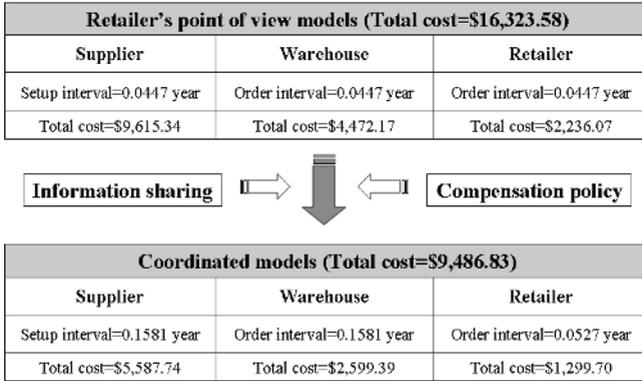 Retailer's point of view models (Total cost=$16,323.58)
Supplier Warehouse Retailer
Setup interval=0.0447 year Order interval=0.0447 year Order interval=0.0447 year
Total cost=$9,615.34 Total cost=$4,472.17 Total cost=$2,236.07
Information sharing Compensation policy
Coordinated models (Total cost=$9,486.83)
Supplier Warehouse Retailer
Setup interval=0.1581 year Order interval=0.1581 year Order interval=0.0527 year
Total cost=$5,587.74 Total cost=$2,599.39 Total cost=$1,299.70